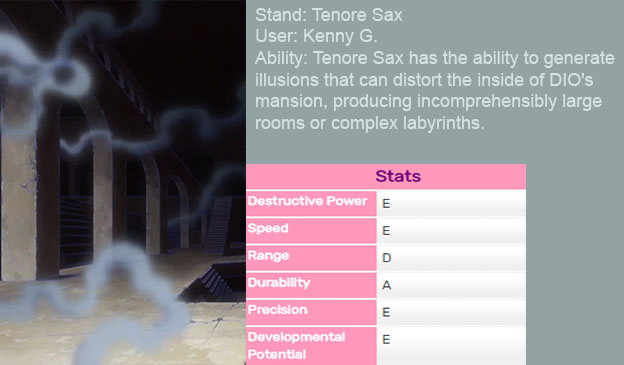 Stand: Tenore Sax
User: Kenny G.
Ability: Tenore Sax has the ability to generate
illusions that can distort the inside of DIO's
mansion, producing incomprehensibly large
rooms or complex labyrinths.
Stats
Destructive Power E
Speed E
Range D
Durability A
Precision E
Developmental
Potential E